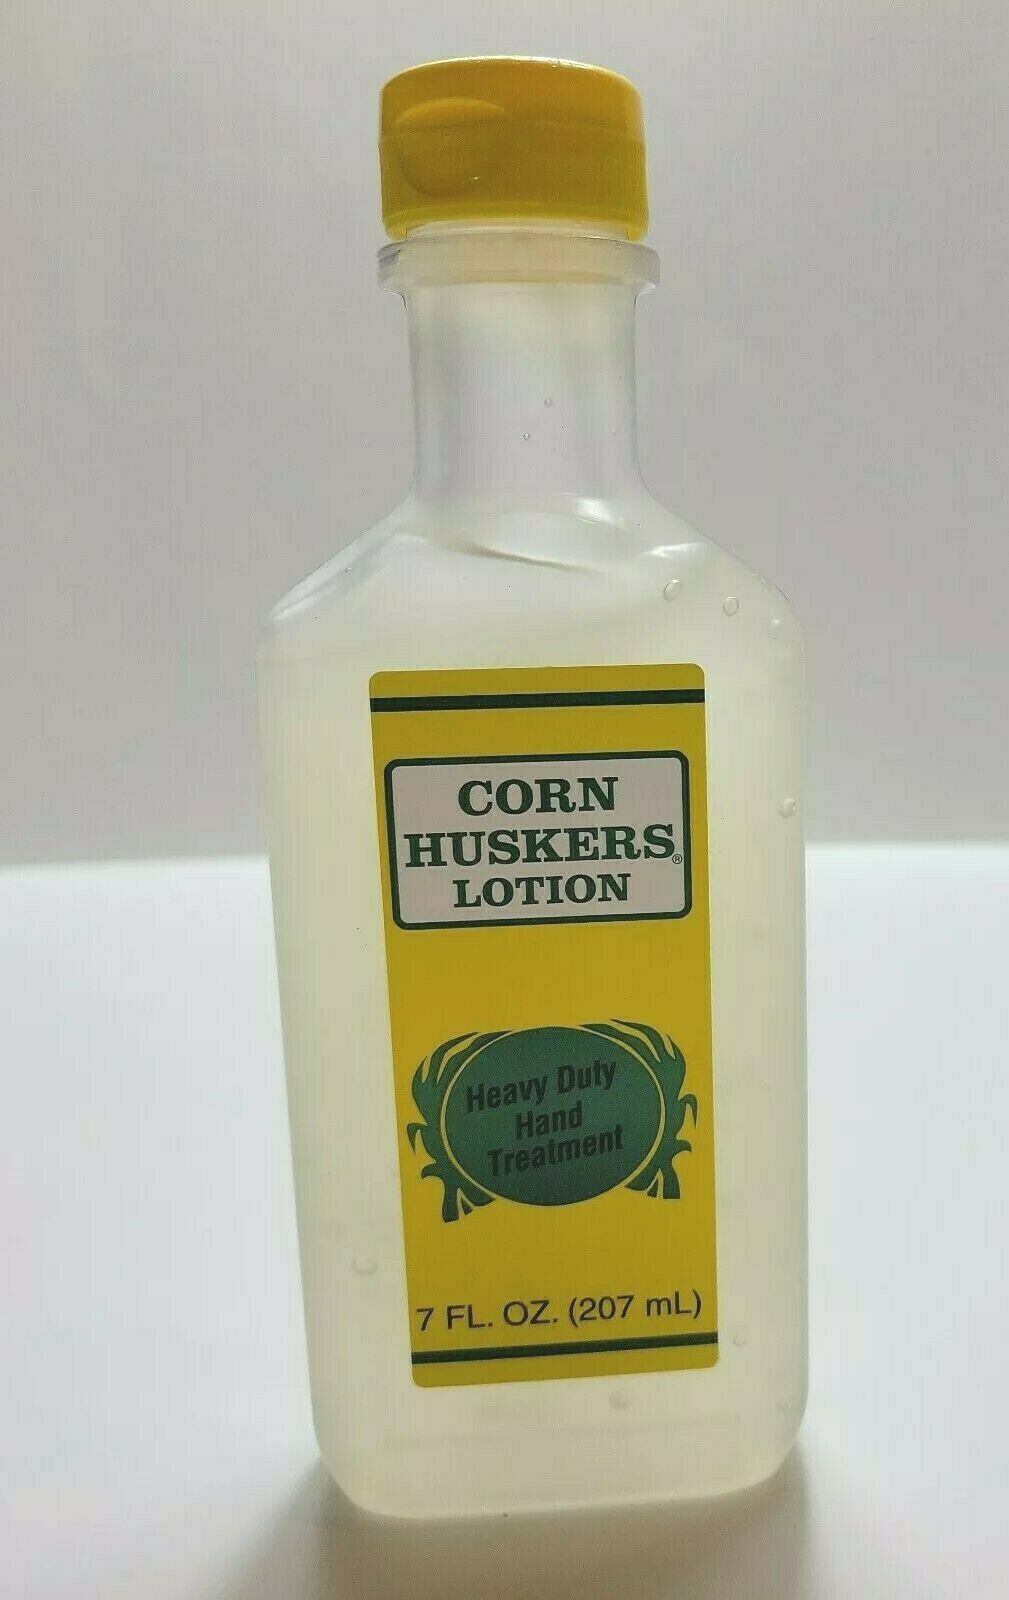 CORN
HUSKERS®
LOTION
Heavy Duty
Hand
Treatment
7 FL. OZ. (207 mL)